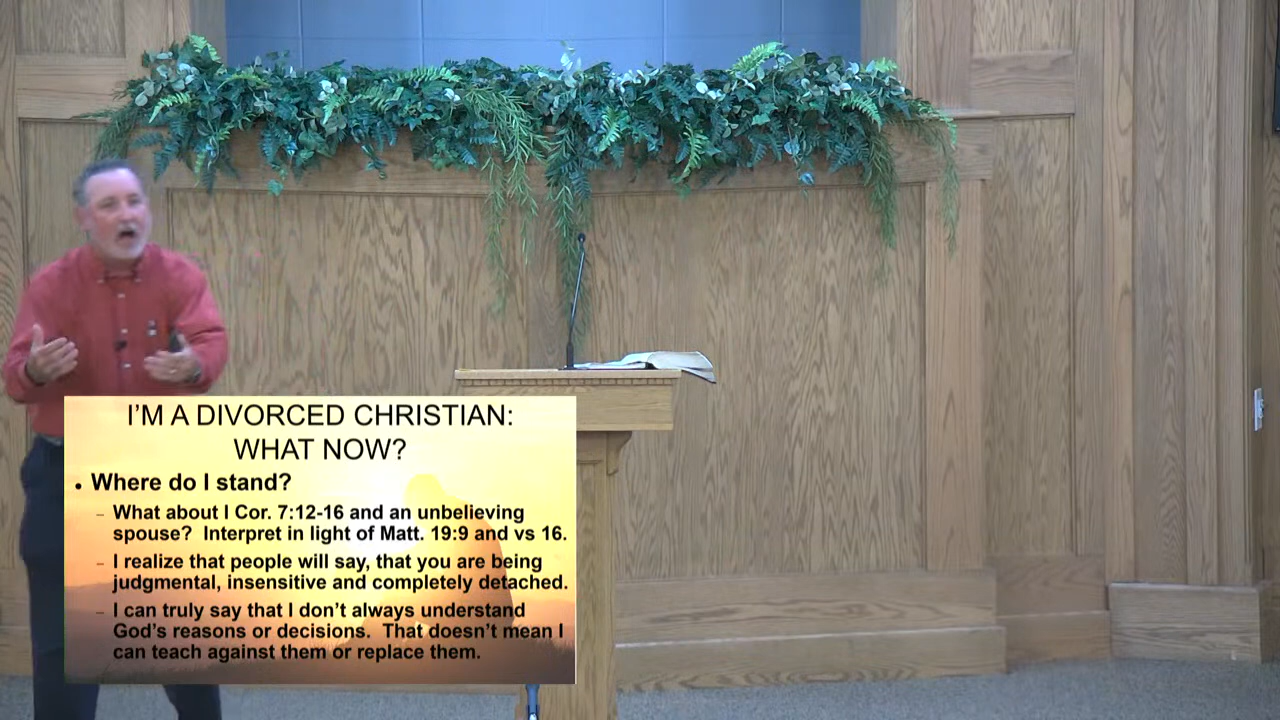 I'M A DIVORCED CHRISTIAN:
WHAT NOW?
• Where do I stand?
– What about I Cor. 7:12-16 and an unbelieving
spouse?  Interpret in light of Matt. 19:9 and vs 16.
– I realize that people will say, that you are being
judgmental, insensitive and completely detached.
– I can truly say that I don't always understand
God's reasons or decisions.  That doesn't mean I
can teach against them or replace them.